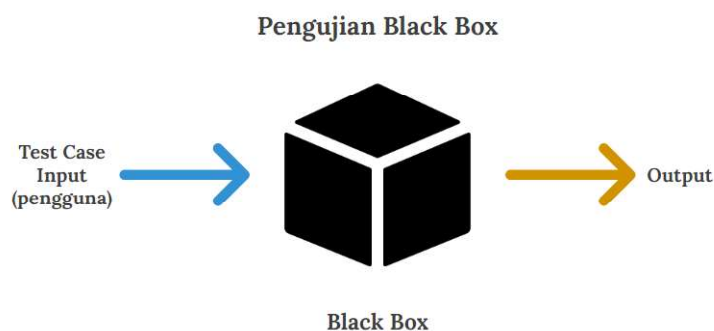 Pengujian Black Box
Test Case
Input
(pengguna)
Output
Black Box